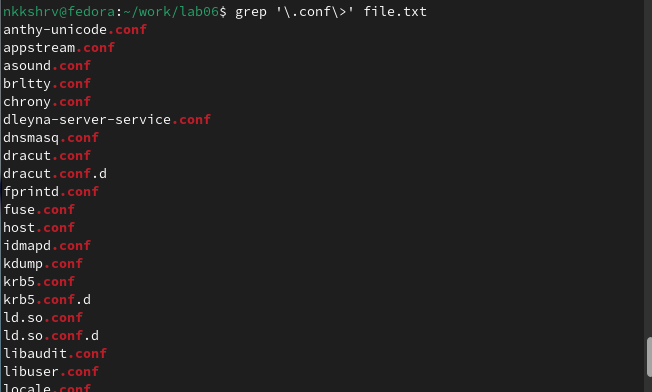 nkkshrv@fedora:~/work/lab06$ grep '\.conf\>' file.txt
anthy-unicode.conf
appstream.conf
asound.conf
brltty.conf
chrony.conf
dleyna-server-service.conf
dnsmasq.conf
dracut.conf
dracut.conf.d
fprintd.conf
fuse.conf
host.conf
idmapd.conf
kdump.conf
krb5.conf
krb5.conf.d
ld.so.conf
ld.so.conf.d
libaudit.conf
libuser.conf
locale.conf